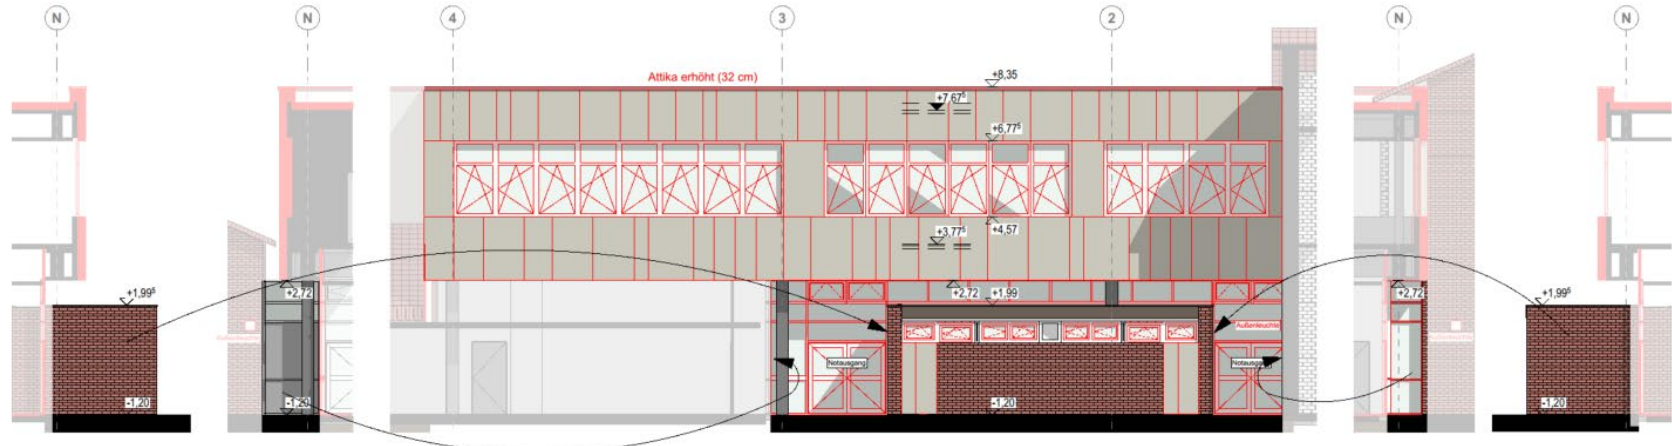 N
N
4
3
2
N
N
Attika erhöht (32 cm)
+8,35
+7,67⁵
+6,77⁵
+4,57
+3,77⁵
+1,99⁵
+2,72
+2,72
+1,99
+2,72
+1,99⁵
Außenleuchte
Außenleuchte
Außenleuchte
Notausgang
Notausgang
-1,20
-1,20
-1,20
-1,20